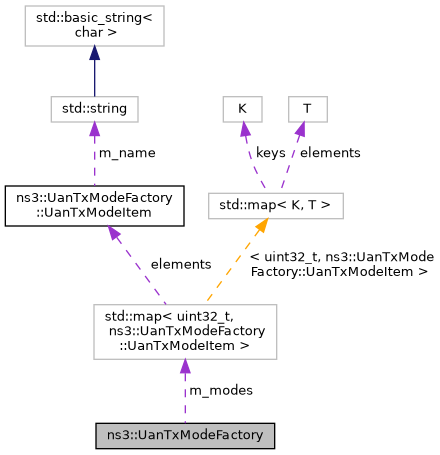 std::basic_string<
char >
std::string
K
T
m_name
keys
elements
ns3::UanTxModeFactory
::UanTxModeItem
std::map< K, T >
elements
< uint32_t, ns3::UanTxMode
Factory::UanTxModeItem >
std::map< uint32_t,
ns3::UanTxModeFactory
::UanTxModeItem >
m_modes
ns3::UanTxModeFactory